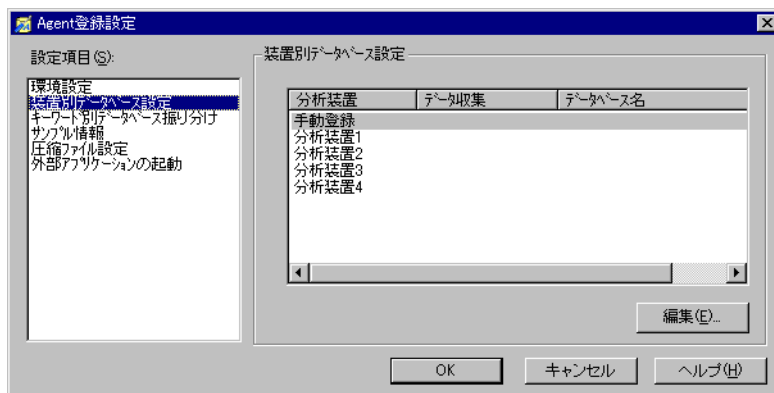 Agent登録設定
設定項目(S):
環境設定
装置別ﾃﾞｰﾀﾍﾞｰｽ設定
ｷｰﾜｰﾄﾞ別ﾃﾞｰﾀﾍﾞｰｽ振り分け
ｻﾝﾌﾟﾙ情報
圧縮ﾌｧｲﾙ設定
外部ｱﾌﾟﾘｹｰｼｮﾝの起動
装置別ﾃﾞｰﾀﾍﾞｰｽ設定
分析装置 ﾃﾞｰﾀ収集 ﾃﾞｰﾀﾍﾞｰｽ名
手動登録
分析装置1
分析装置2
分析装置3
分析装置4
編集(E)...
OK キャンセル ヘルプ(H)